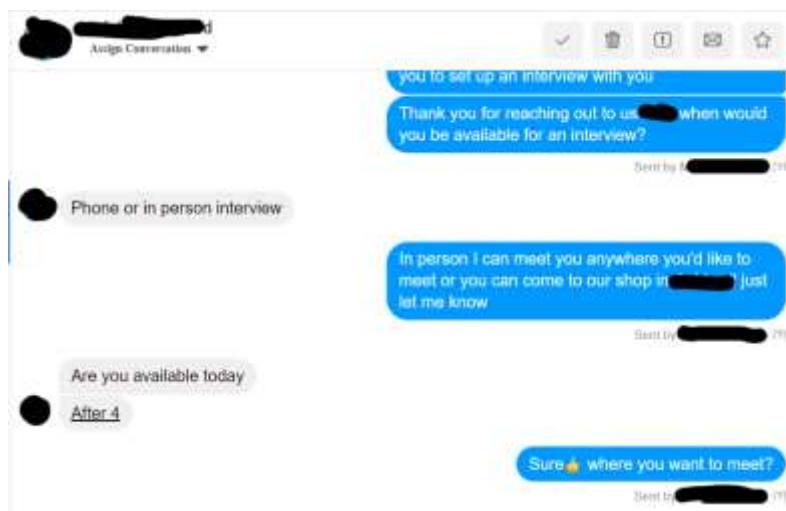 d
Assign Conversation
you to set up an interview with you
Thank you for reaching out to us when would
you be available for an interview?
Sent by
Phone or in person interview
In person I can meet you anywhere you'd like to
meet or you can come to our shop in just
let me know
Sent by
Are you available today
After 4
Sure👍 where you want to meet?
Sent by